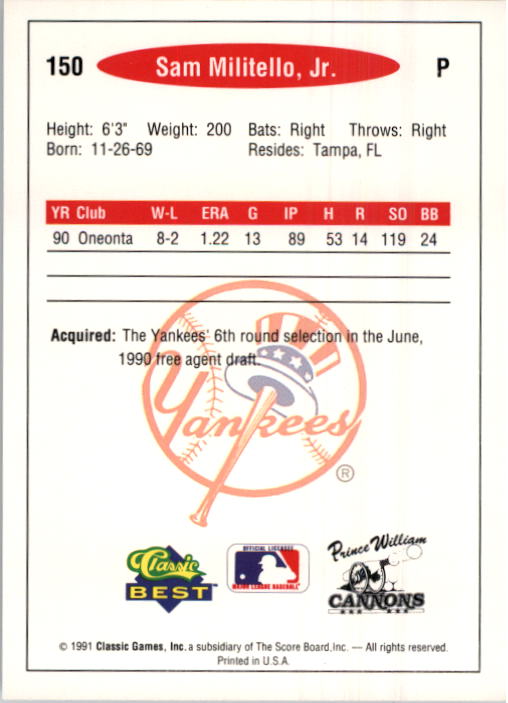 150 Sam Militello, Jr. P
Height: 6'3" Weight: 200 Bats: Right Throws: Right
Born: 11-26-69 Resides: Tampa, FL
YR Club W-L ERA G IP H R SO BB
90 Oneonta 8-2 1.22 13 89 53 14 119 24
Acquired: The Yankees' 6th round selection in the June,
1990 free agent draft.
Yankees
®
Classic
BEST
OFFICIAL LICENSEE
MAJOR LEAGUE BASEBALL
Prince William
CANNONS
© 1991 Classic Games, Inc. a subsidiary of The Score Board, Inc. — All rights reserved.
Printed in U.S.A.